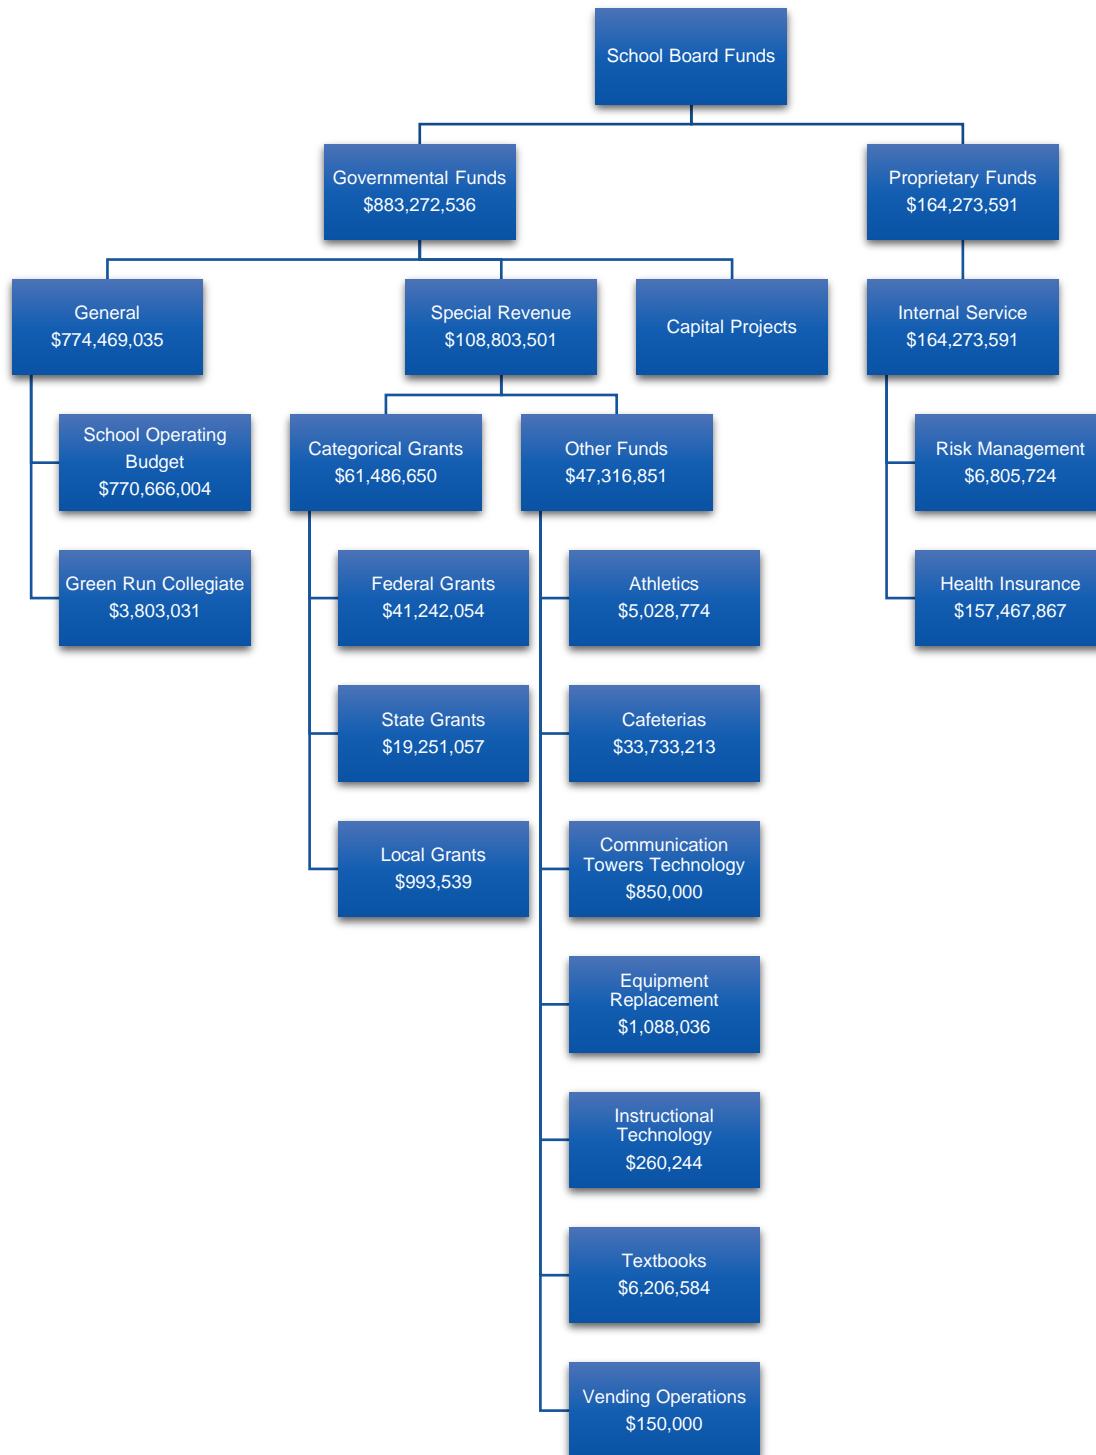 School Board Funds
Governmental Funds
$883,272,536
Proprietary Funds
$164,273,591
General
$774,469,035
Special Revenue
$108,803,501
Capital Projects
Internal Service
$164,273,591
School Operating
Budget
$770,666,004
Categorical Grants
$61,486,650
Other Funds
$47,316,851
Risk Management
$6,805,724
Green Run Collegiate
$3,803,031
Federal Grants
$41,242,054
Athletics
$5,028,774
Health Insurance
$157,467,867
State Grants
$19,251,057
Cafeterias
$33,733,213
Local Grants
$993,539
Communication
Towers Technology
$850,000
Equipment
Replacement
$1,088,036
Instructional
Technology
$260,244
Textbooks
$6,206,584
Vending Operations
$150,000